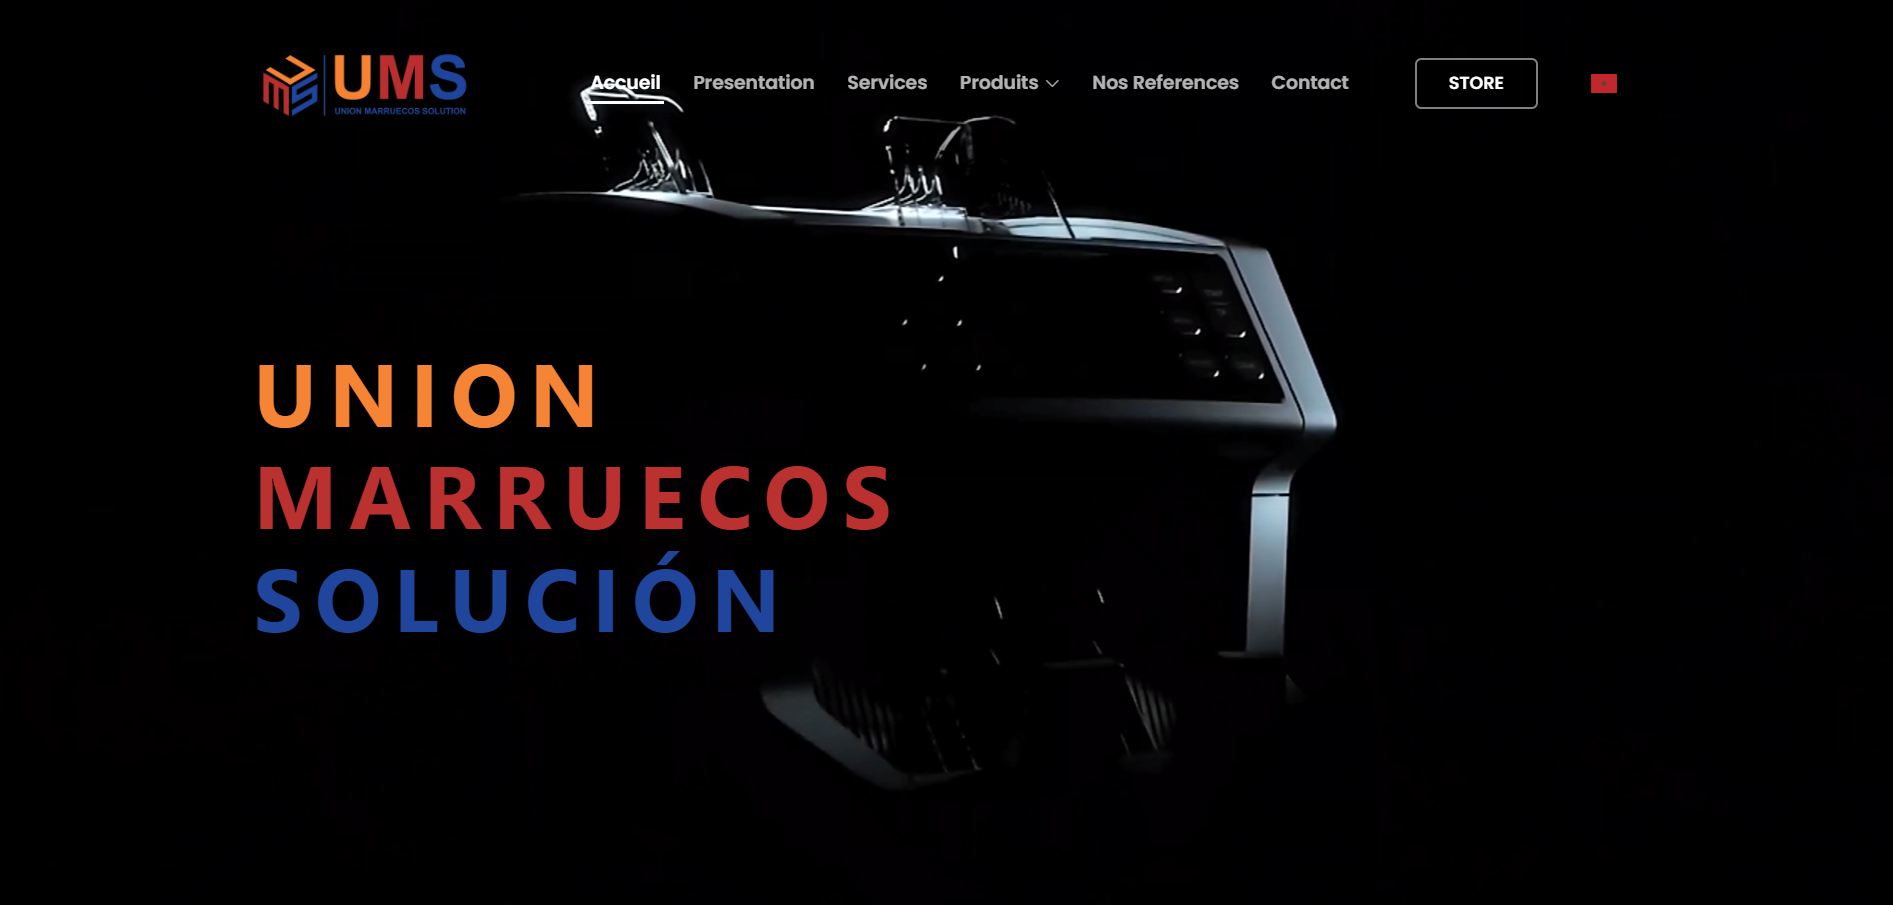 UMS
UNION MARRUECOS SOLUTION
Accueil
Presentation
Services
Produits
Nos References
Contact
STORE
UNION
MARRUECOS
SOLUCIÓN